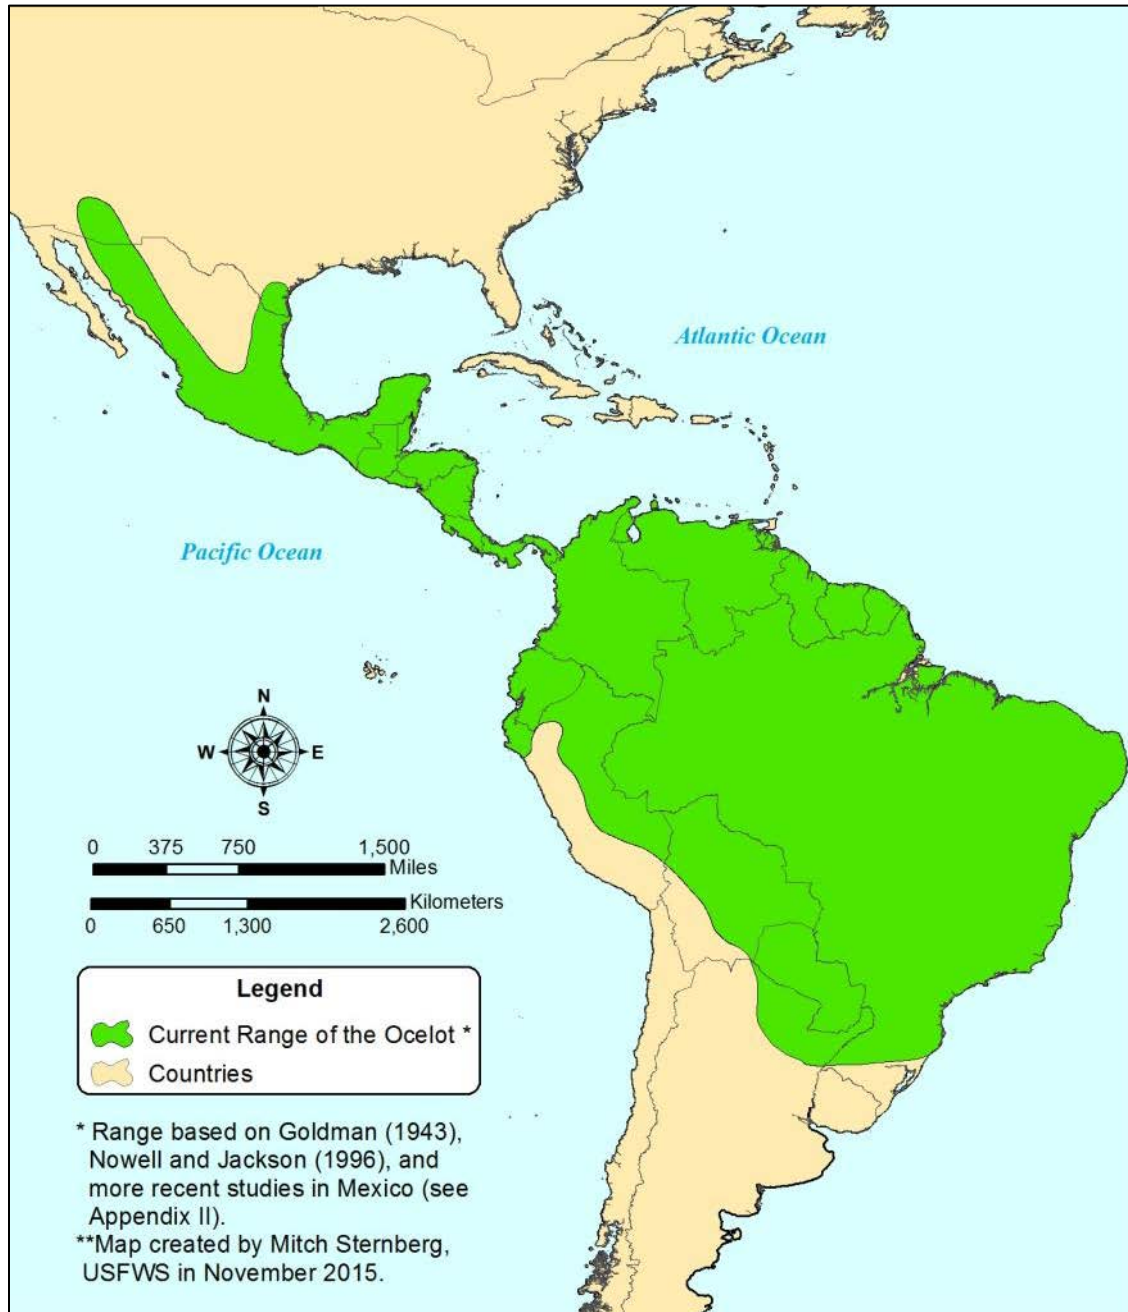 Atlantic Ocean
Pacific Ocean
N
W E
S
0 375 750 1,500
Miles
Kilometers
0 650 1,300 2,600
Legend
Current Range of the Ocelot *
Countries
* Range based on Goldman (1943),
Nowell and Jackson (1996), and
more recent studies in Mexico (see
Appendix II).
**Map created by Mitch Sternberg,
USFWS in November 2015.